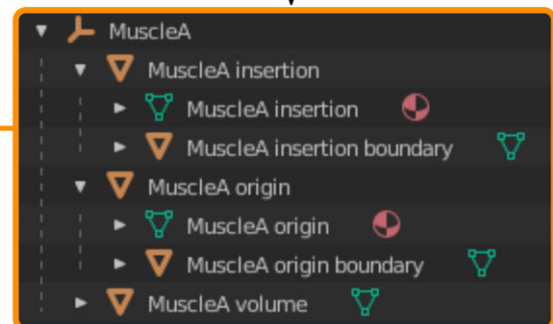 MuscleA
MuscleA insertion
MuscleA insertion
MuscleA insertion boundary
MuscleA origin
MuscleA origin
MuscleA origin boundary
MuscleA volume